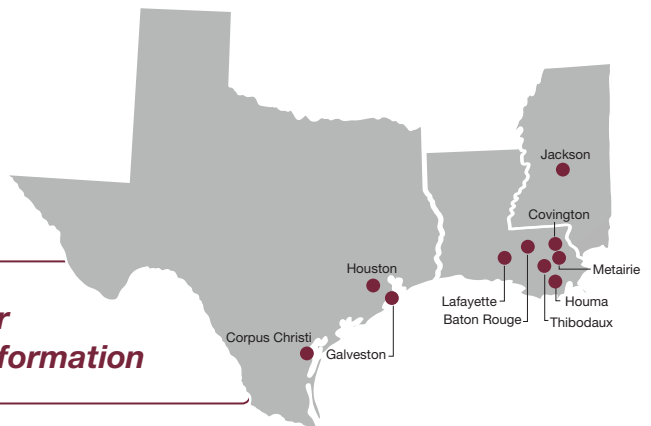 Jackson
Covington
Metairie
Houston
Lafayette
Houma
Baton Rouge
Thibodaux
Corpus Christi
Galveston
r
formation